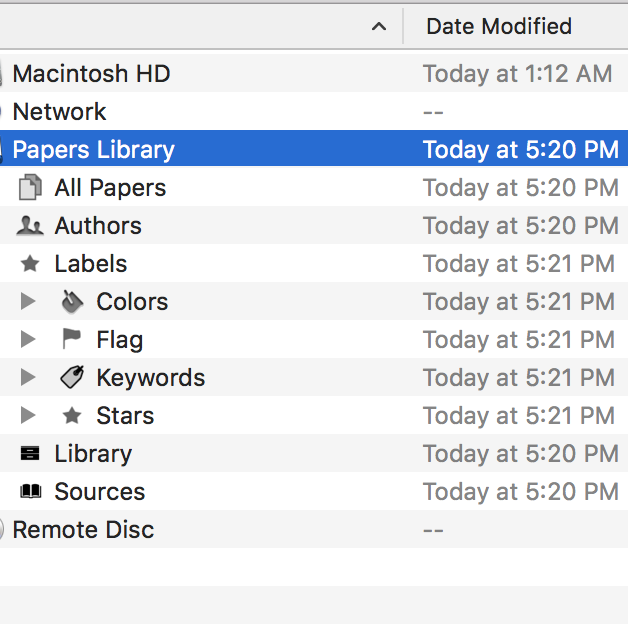 Date Modified
Macintosh HD Today at 1:12 AM
Network --
Papers Library Today at 5:20 PM
All Papers Today at 5:20 PM
Authors Today at 5:20 PM
Labels Today at 5:21 PM
Colors Today at 5:21 PM
Flag Today at 5:21 PM
Keywords Today at 5:21 PM
Stars Today at 5:21 PM
Library Today at 5:20 PM
Sources Today at 5:20 PM
Remote Disc --